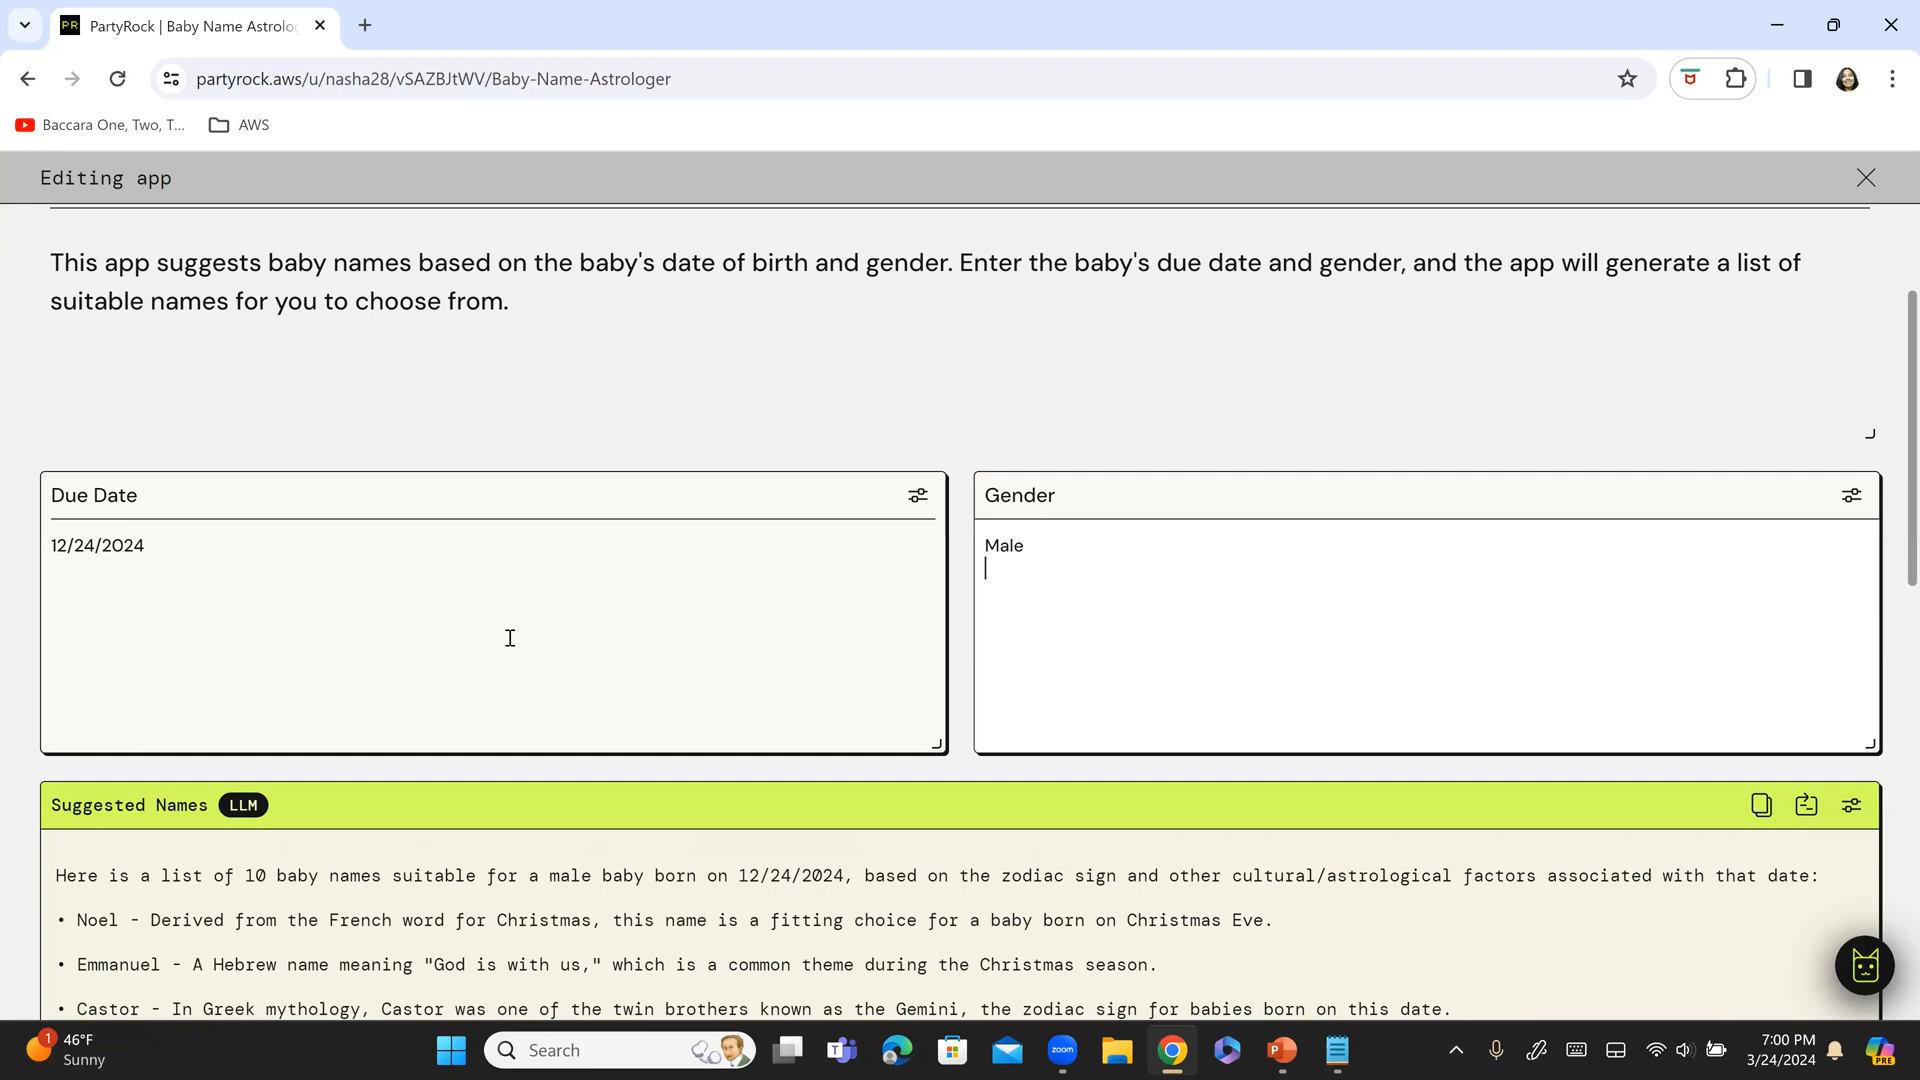 PR PartyRock | Baby Name Astrolo
partyrock.aws/u/nasha28/vSAZBJtWV/Baby-Name-Astrologer
Baccara One, Two, T...
AWS
Editing app
This app suggests baby names based on the baby's date of birth and gender. Enter the baby's due date and gender, and the app will generate a list of
suitable names for you to choose from.
Due Date
12/24/2024
Gender
Male
Suggested Names LLM
Here is a list of 10 baby names suitable for a male baby born on 12/24/2024, based on the zodiac sign and other cultural/astrological factors associated with that date:
• Noel - Derived from the French word for Christmas, this name is a fitting choice for a baby born on Christmas Eve.
• Emmanuel - A Hebrew name meaning "God is with us," which is a common theme during the Christmas season.
• Castor - In Greek mythology, Castor was one of the twin brothers known as the Gemini, the zodiac sign for babies born on this date.
1
46°F
Sunny
Search
zoom
7:00 PM
3/24/2024
PRE